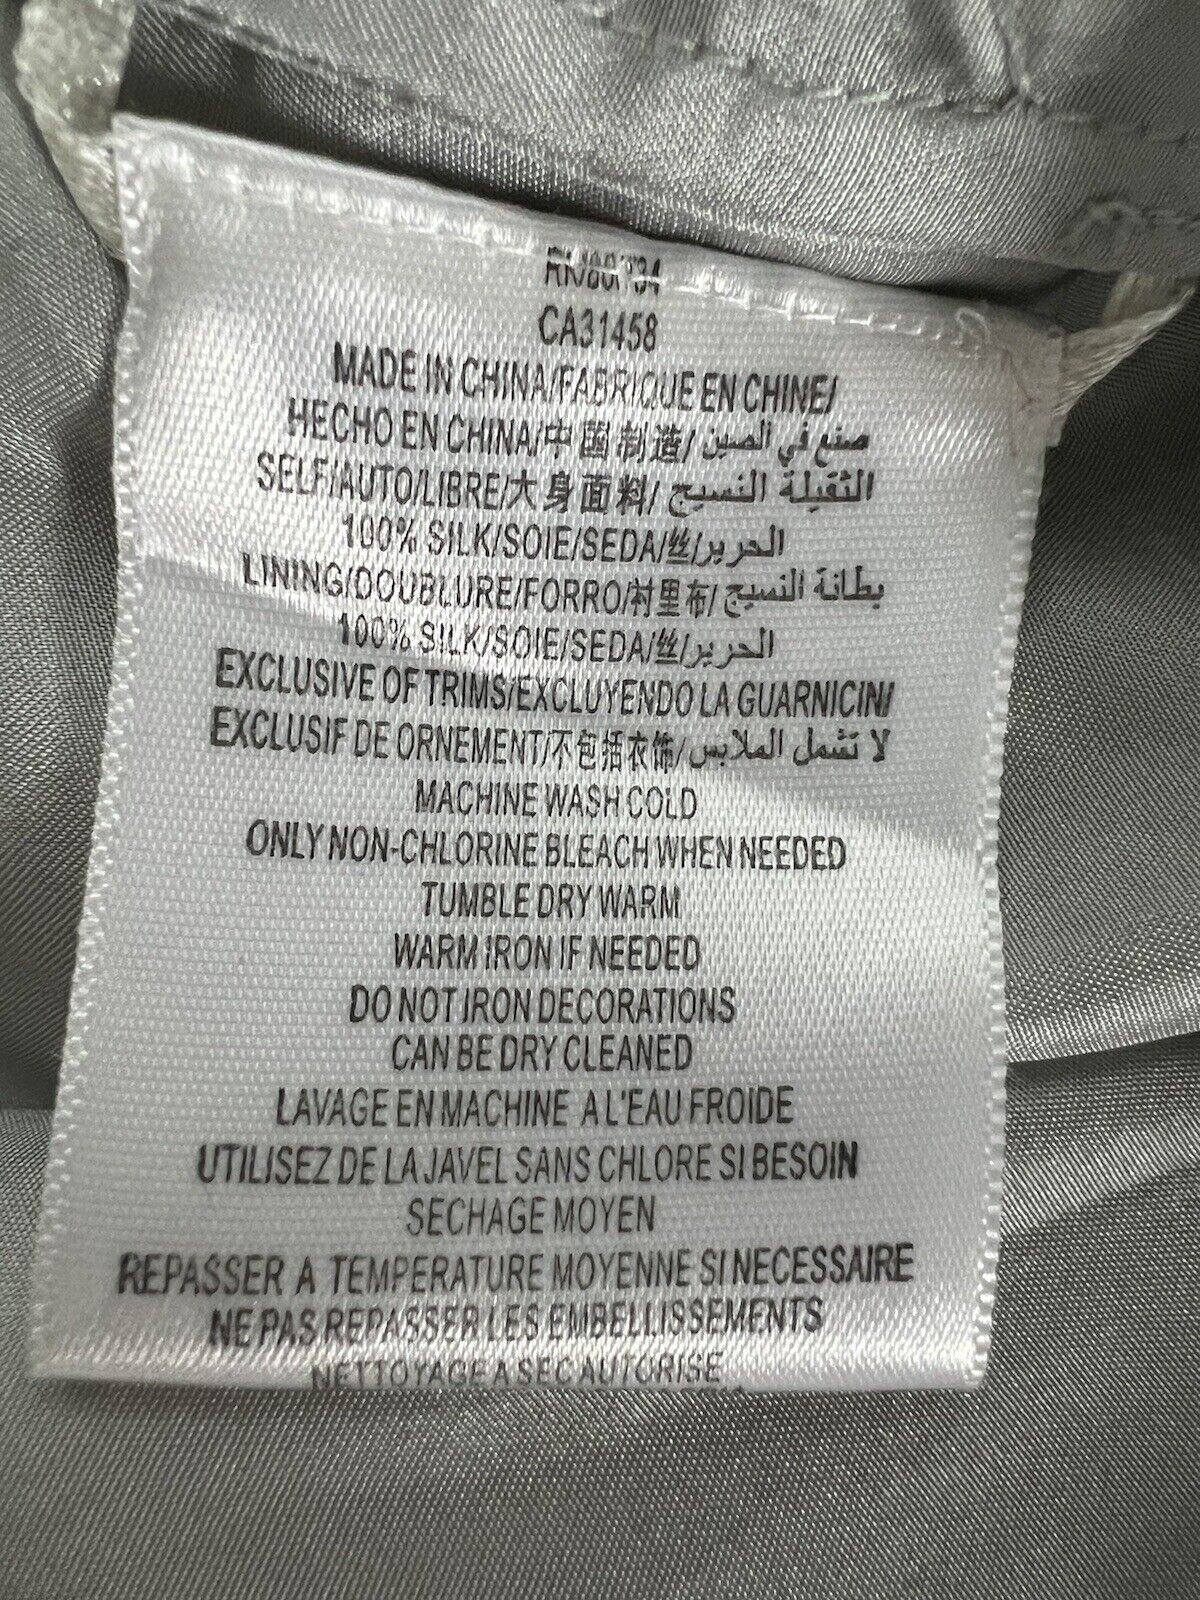 CA31458
MADE IN CHINA/FABRIQUE EN CHINE/
HECHO EN CHINA/中国制造/صنع في الصين
SELF/AUTO/LIBRE/大身面料/الثقيلة النسيج
100% SILK/SOIE/SEDA/丝/الحرير
LINING/DOUBLURE/FORRO/衬里布/بطانة النسيج
100% SILK/SOIE/SEDA/丝/الحرير
EXCLUSIVE OF TRIMS/EXCLUYENDO LA GUARNICIN/
EXCLUSIF DE ORNEMENT/不包括衣饰/لا تشمل الملابس
MACHINE WASH COLD
ONLY NON-CHLORINE BLEACH WHEN NEEDED
TUMBLE DRY WARM
WARM IRON IF NEEDED
DO NOT IRON DECORATIONS
CAN BE DRY CLEANED
LAVAGE EN MACHINE A L'EAU FROIDE
UTILISEZ DE LA JAVEL SANS CHLORE SI BESOIN
SECHAGE MOYEN
REPASSER A TEMPERATURE MOYENNE SI NECESSAIRE
NE PAS REPASSER LES EMBELLISSEMENTS
NETTOYAGE A SEC AUTORISE